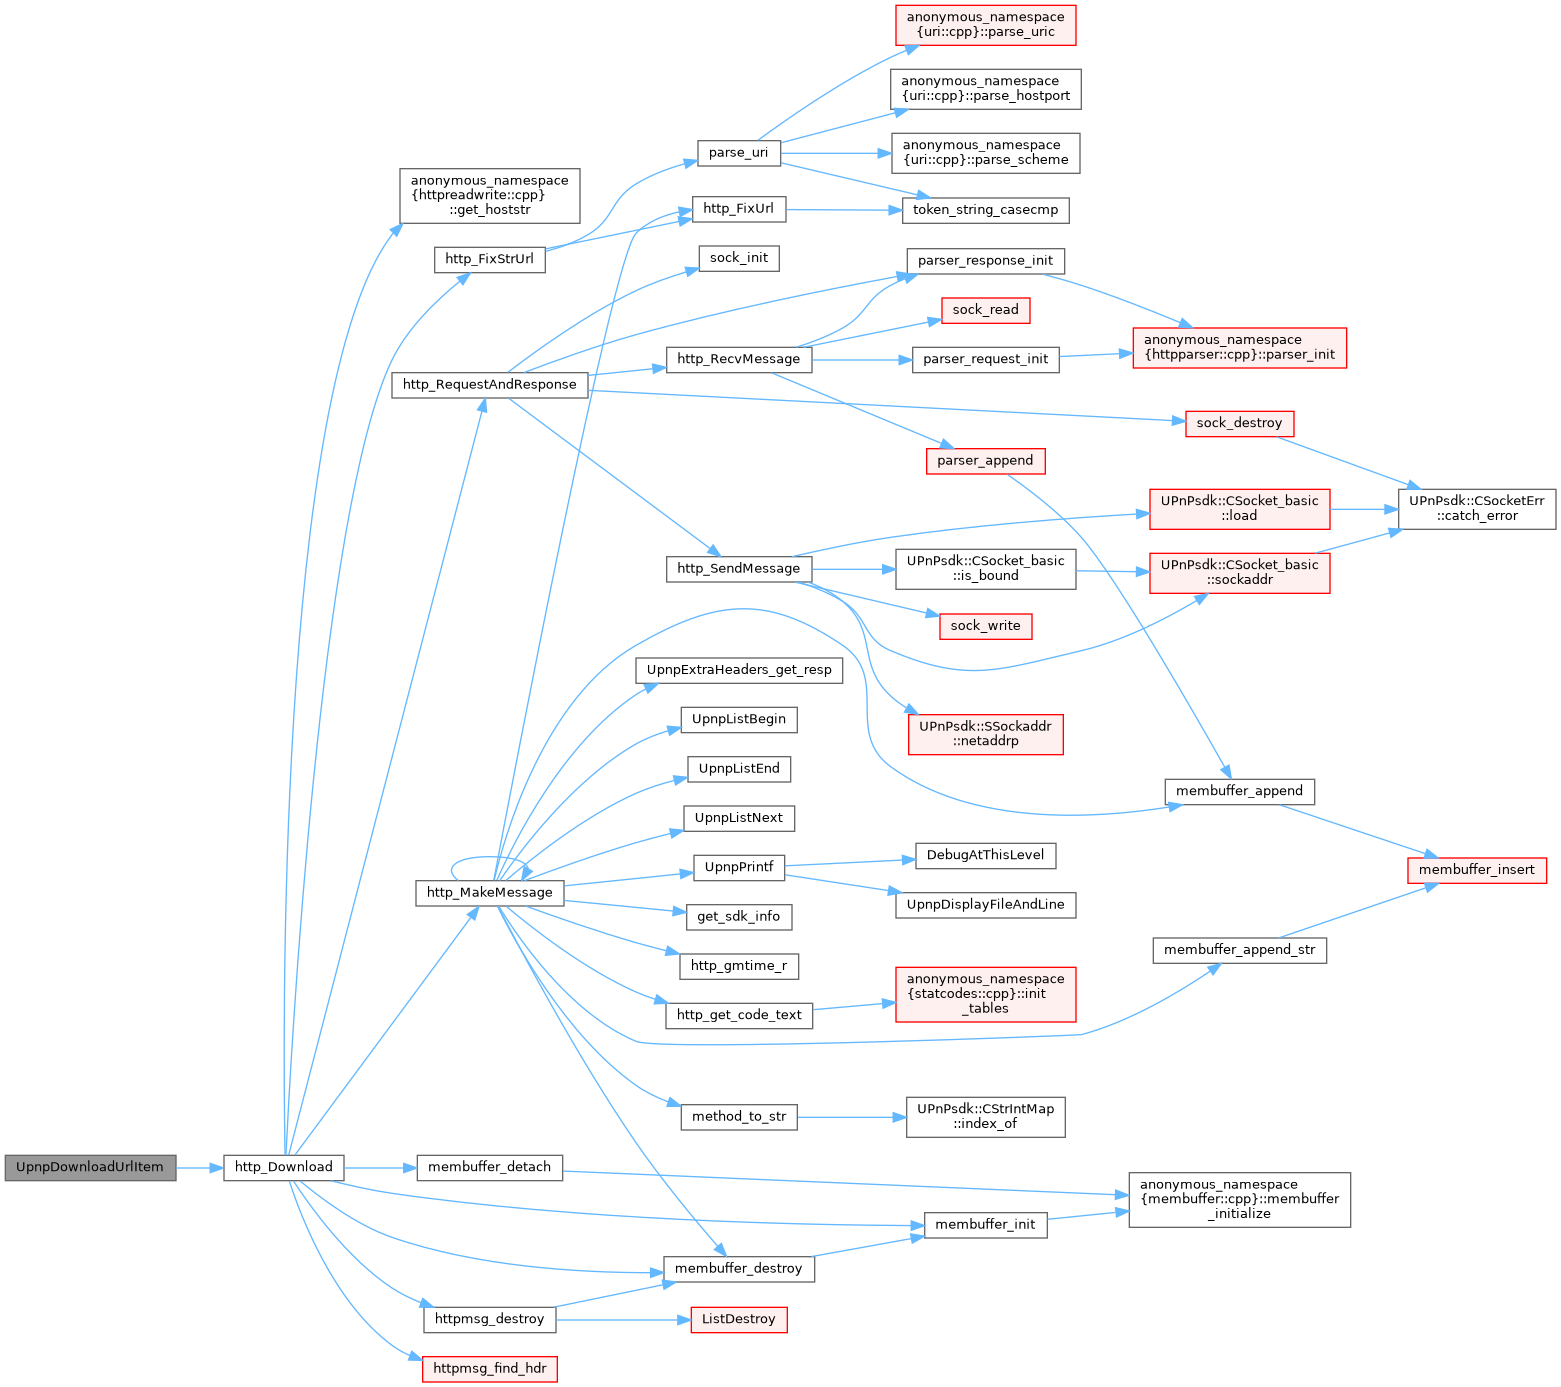 anonymous_namespace
{uri::cpp}::parse_uric
anonymous_namespace
{uri::cpp}::parse_hostport
parse_uri
anonymous_namespace
{uri::cpp}::parse_scheme
anonymous_namespace
{httpreadwrite::cpp}
::get_hoststr
http_FixUrl
token_string_casecmp
http_FixStrUrl
sock_init
parser_response_init
sock_read
http_RequestAndResponse
http_RecvMessage
parser_request_init
anonymous_namespace
{httpparser::cpp}::parser_init
sock_destroy
parser_append
UPnPsdk::CSocket_basic
::load
UPnPsdk::CSocketErr
::catch_error
http_SendMessage
UPnPsdk::CSocket_basic
::is_bound
UPnPsdk::CSocket_basic
::sockaddr
sock_write
UpnpExtraHeaders_get_resp
UpnpListBegin
UPnPsdk::SSockaddr
::netaddrp
UpnpListEnd
membuffer_append
UpnpListNext
http_MakeMessage
UpnpPrintf
DebugAtThisLevel
membuffer_insert
UpnpDisplayFileAndLine
get_sdk_info
http_gmtime_r
membuffer_append_str
http_get_code_text
anonymous_namespace
{statcodes::cpp}::init
_tables
method_to_str
UPnPsdk::CStrIntMap
::index_of
UpnpDownloadUrlItem
http_Download
membuffer_detach
membuffer_init
anonymous_namespace
{membuffer::cpp}::membuffer
_initialize
membuffer_destroy
httpmsg_destroy
ListDestroy
httpmsg_find_hdr